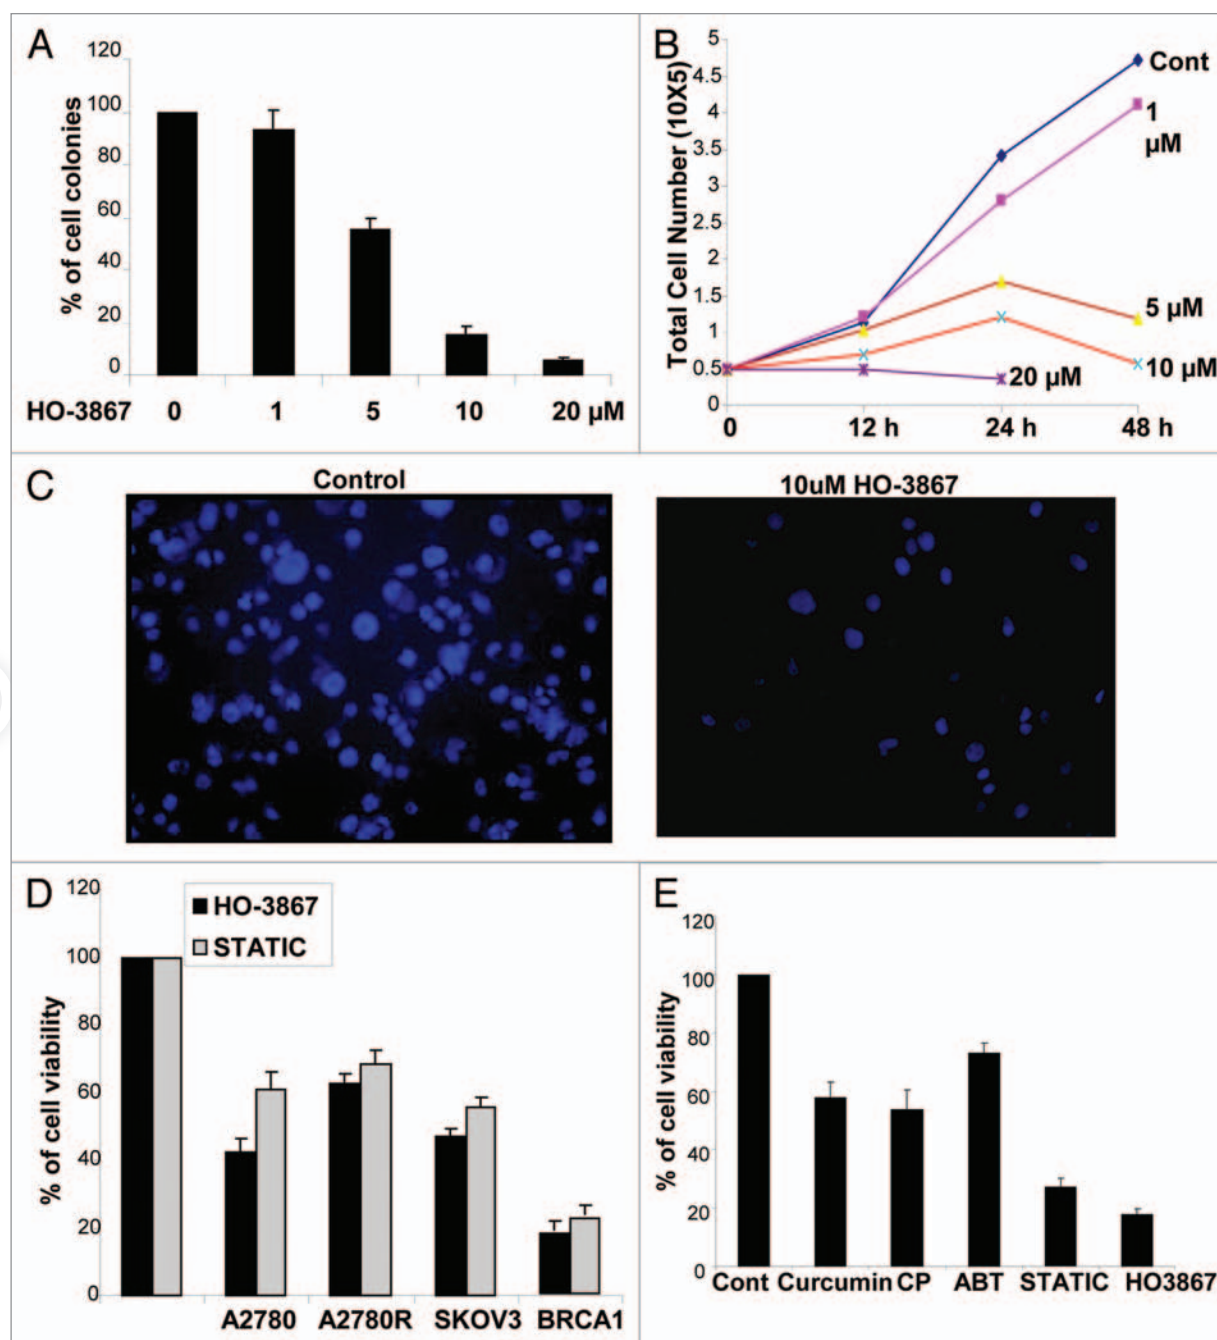 A
120
100
80
60
40
20
0
% of cell colonies
HO-3867 0 1 5 10 20 µM
B
5
4.5
4
3.5
3
2.5
2
1.5
1
0.5
0
Total Cell Number (10X5)
Cont
1
µM
5 µM
10 µM
20 µM
0 12 h 24 h 48 h
C
Control
10uM HO-3867
D
120
100
80
60
40
20
0
% of cell viability
HO-3867
STATIC
A2780 A2780R SKOV3 BRCA1
E
120
100
80
60
40
20
0
% of cell viability
Cont Curcumin CP ABT STATIC HO3867